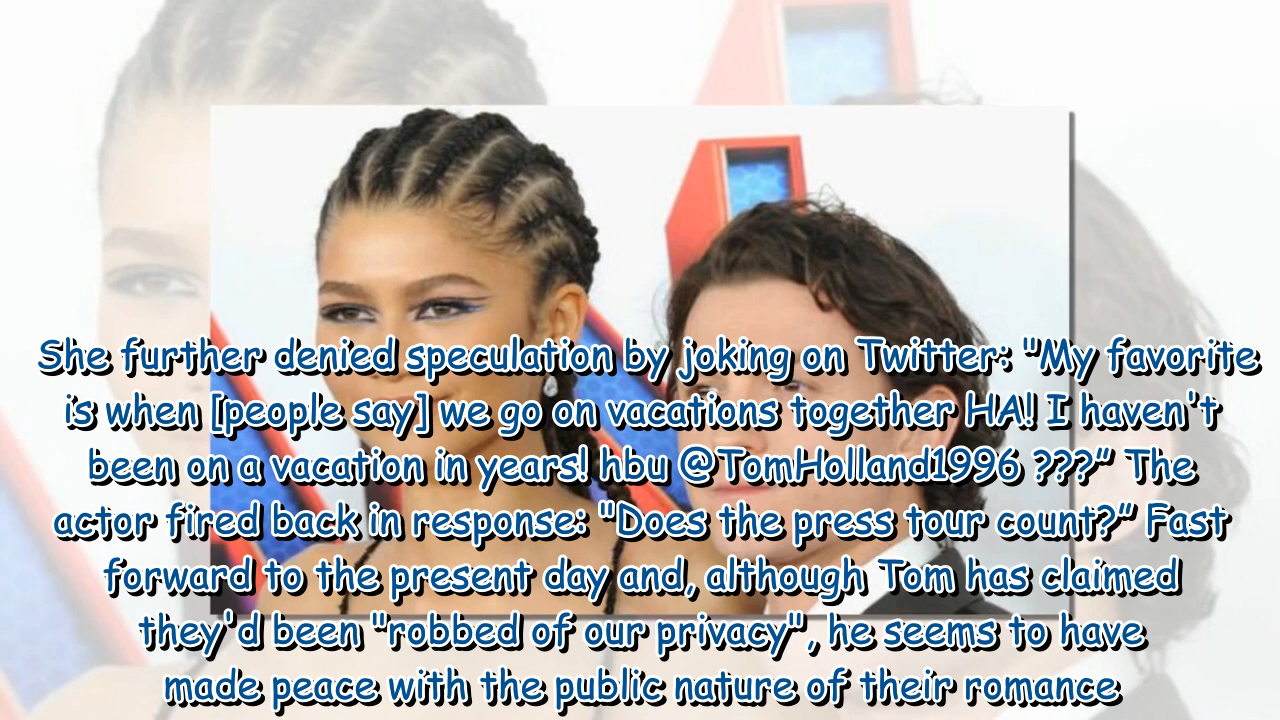 She further denied speculation by joking on Twitter: "My favorite
is when [people say] we go on vacations together HA! I haven't
been on a vacation in years! hbu @TomHolland1996 ???” The
actor fired back in response: "Does the press tour count?” Fast
forward to the present day and, although Tom has claimed
they'd been "robbed of our privacy", he seems to have
made peace with the public nature of their romance